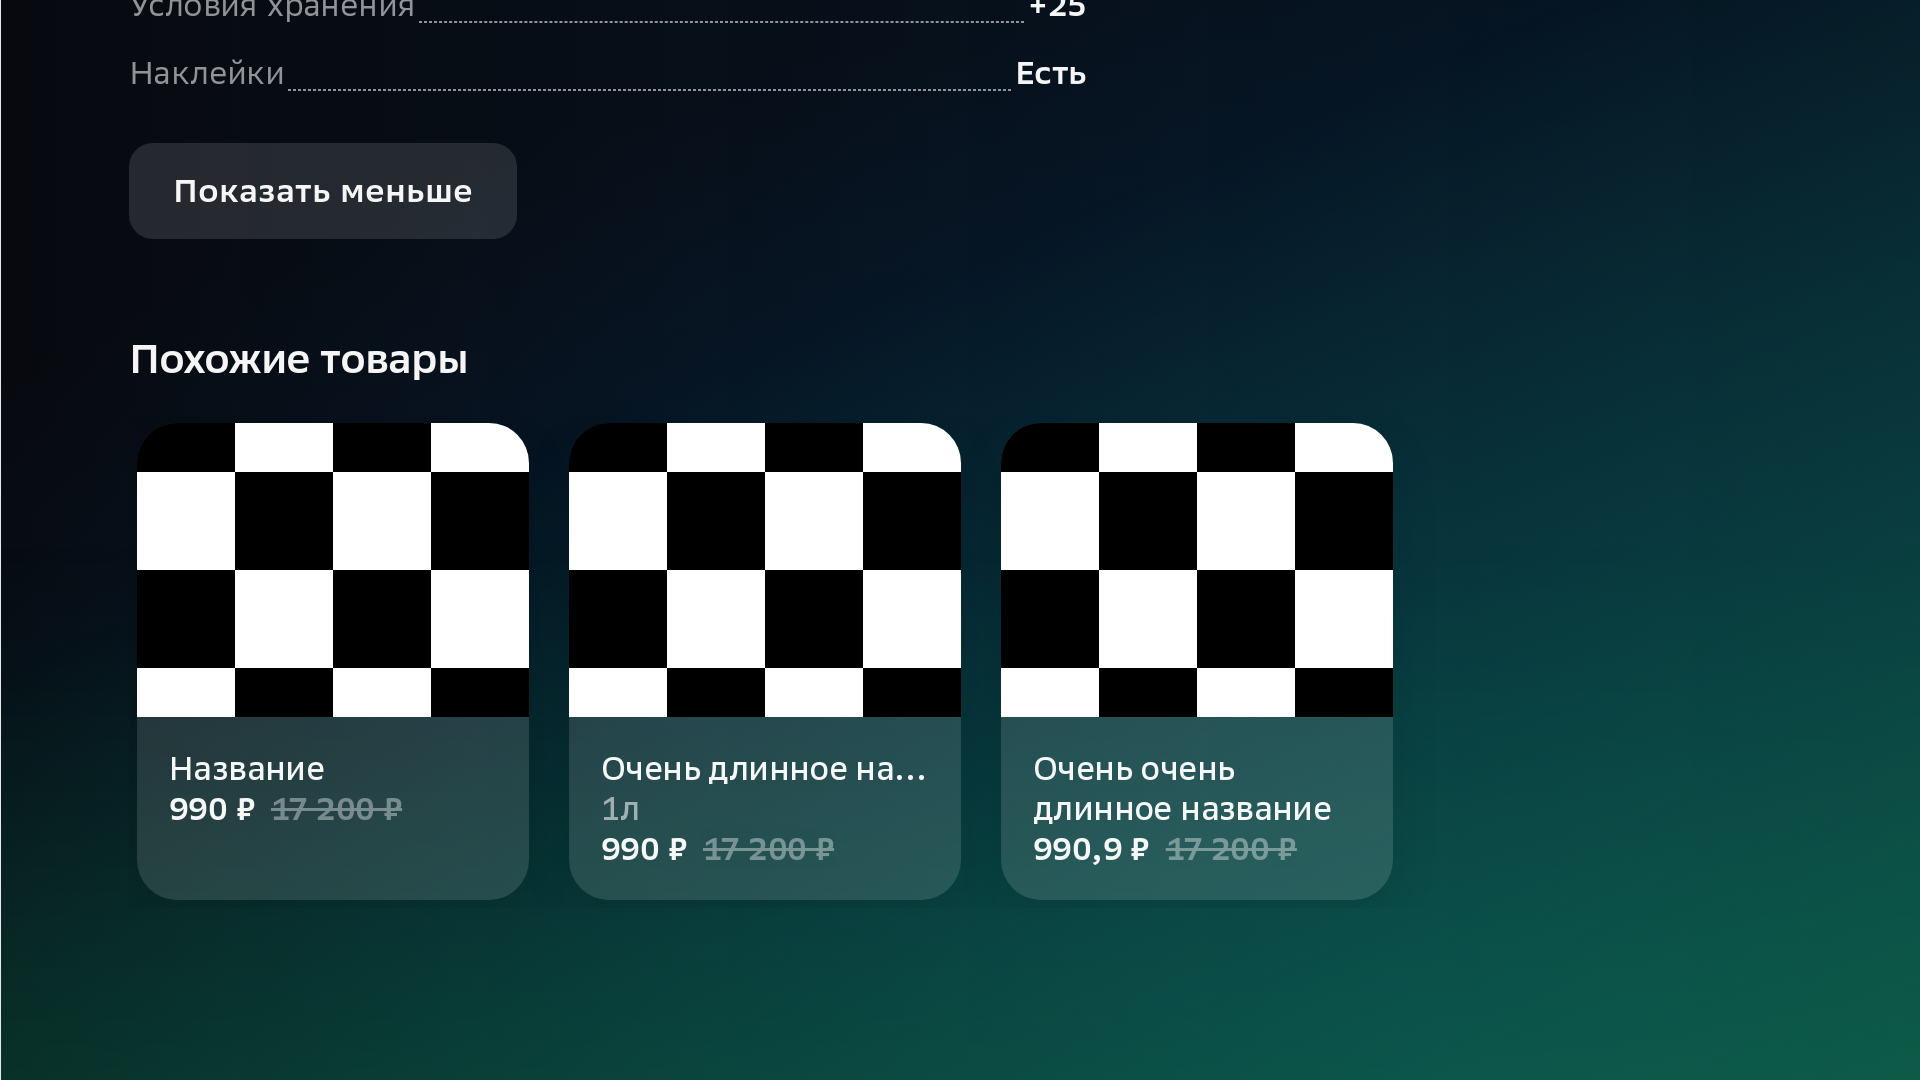 Условия хранения +25
Наклейки Есть
Показать меньше
Похожие товары
Название
990 ₽ 17 200 ₽
Очень длинное на...
1л
990 ₽ 17 200 ₽
Очень очень
длинное название
990,9 ₽ 17 200 ₽